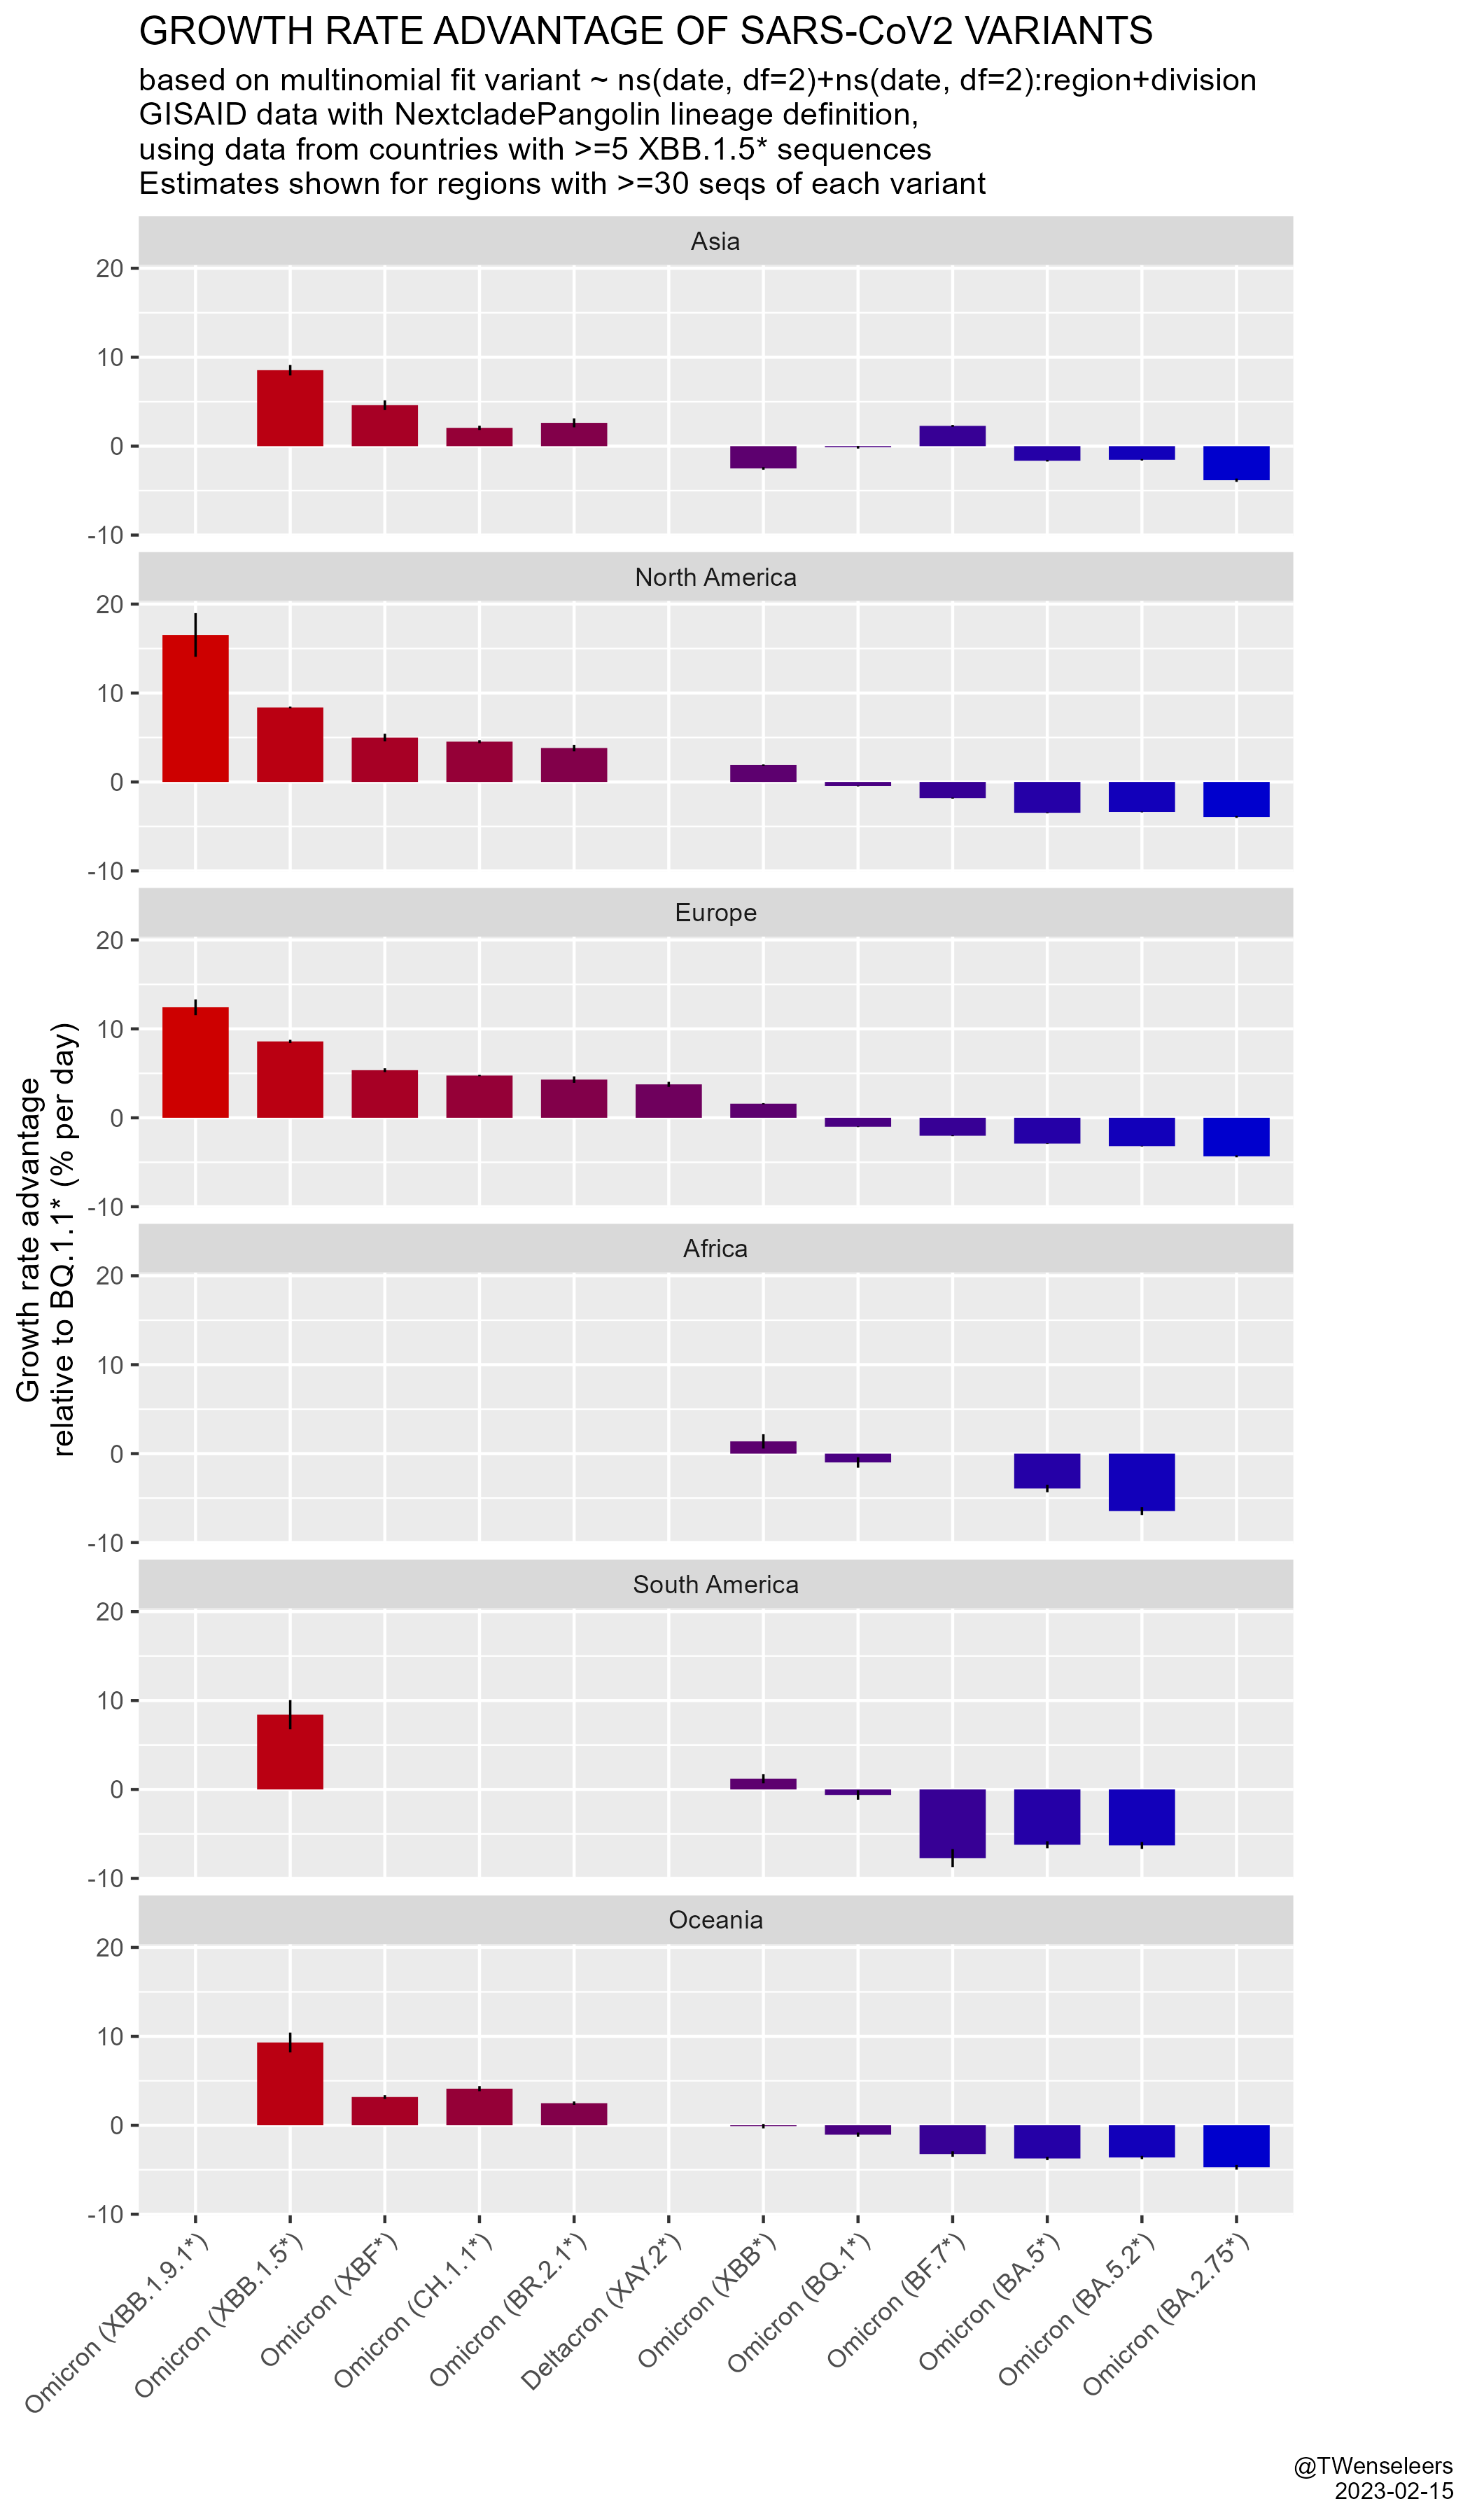 GROWTH RATE ADVANTAGE OF SARS-CoV2 VARIANTS
based on multinomial fit variant ~ ns(date, df=2)+ns(date, df=2):region+division
GISAID data with NextcladePangolin lineage definition,
using data from countries with >=5 XBB.1.5* sequences
Estimates shown for regions with >=30 seqs of each variant
Growth rate advantage
relative to BQ.1.1* (% per day)
Asia
20
10
0
-10
North America
20
10
0
-10
Europe
20
10
0
-10
Africa
20
10
0
-10
South America
20
10
0
-10
Oceania
20
10
0
-10
Omicron (XBB.1.9.1*)
Omicron (XBB.1.5*)
Omicron (XBF*)
Omicron (CH.1.1*)
Omicron (BR.2.1*)
Deltacron (XAY.2*)
Omicron (XBB*)
Omicron (BQ.1*)
Omicron (BF.7*)
Omicron (BA.5*)
Omicron (BA.5.2*)
Omicron (BA.2.75*)
@TWenseleers
2023-02-15